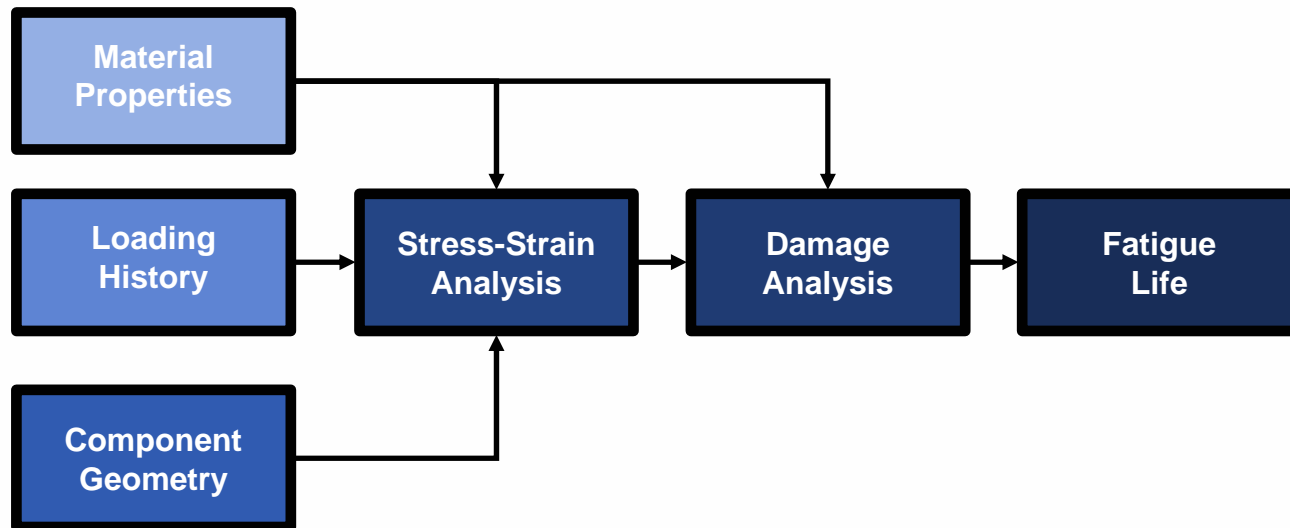 Material
Properties
Loading
History
Stress-Strain
Analysis
Damage
Analysis
Fatigue
Life
Component
Geometry